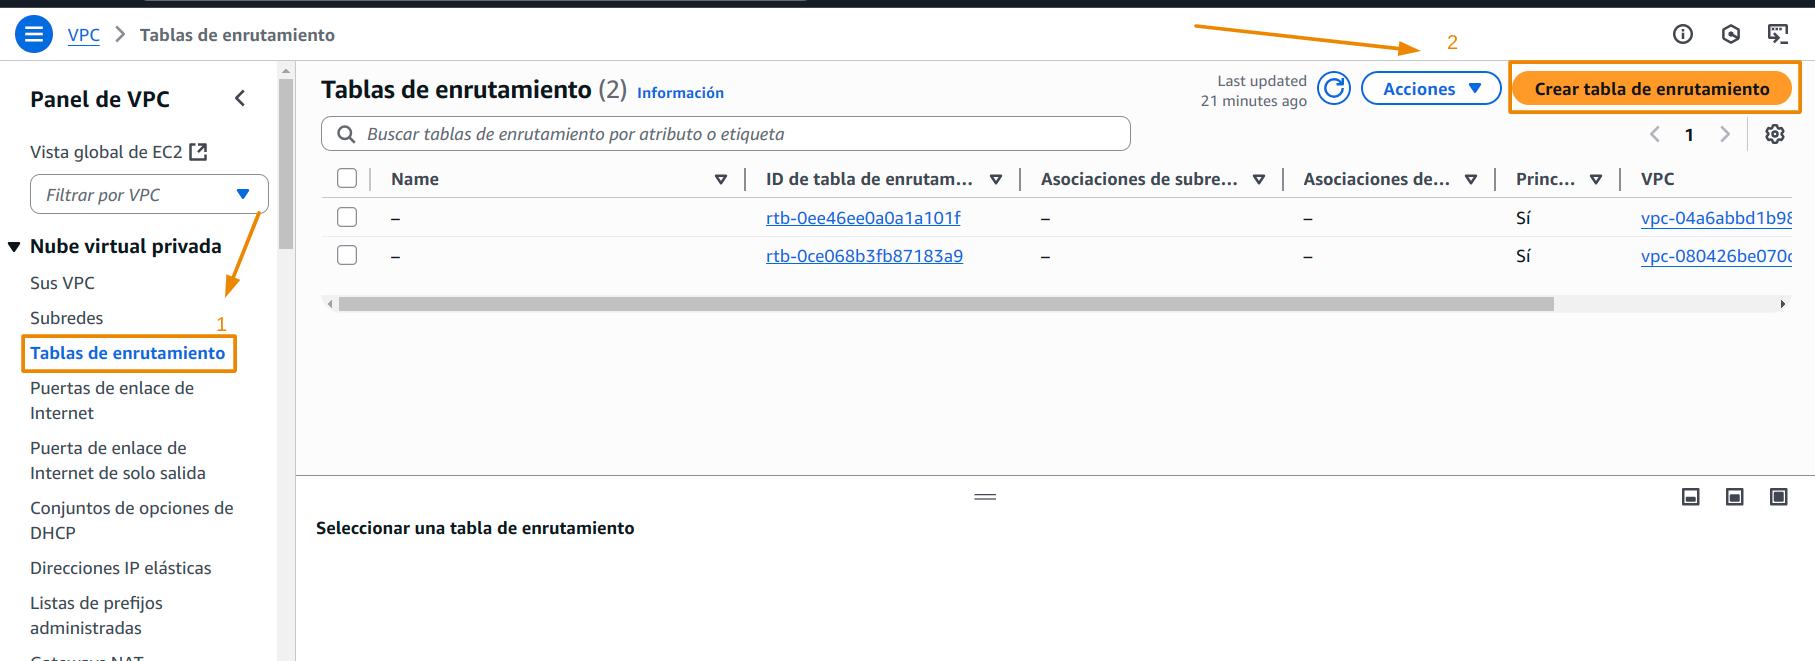 VPC > Tablas de enrutamiento
2
Panel de VPC
Vista global de EC2
Filtrar por VPC
Nube virtual privada
Sus VPC
Subredes
1
Tablas de enrutamiento
Puertas de enlace de
Internet
Puerta de enlace de
Internet de solo salida
Conjuntos de opciones de
DHCP
Direcciones IP elásticas
Listas de prefijos
administradas
Gateways NAT
Tablas de enrutamiento (2) Información
Last updated
21 minutes ago
Acciones
Crear tabla de enrutamiento
Buscar tablas de enrutamiento por atributo o etiqueta
1
Name ID de tabla de enrutam... Asociaciones de subre... Asociaciones de... Princ... VPC
– rtb-0ee46ee0a0a1a101f – – Sí vpc-04a6abbd1b98
– rtb-0ce068b3fb87183a9 – – Sí vpc-080426be070c
Seleccionar una tabla de enrutamiento